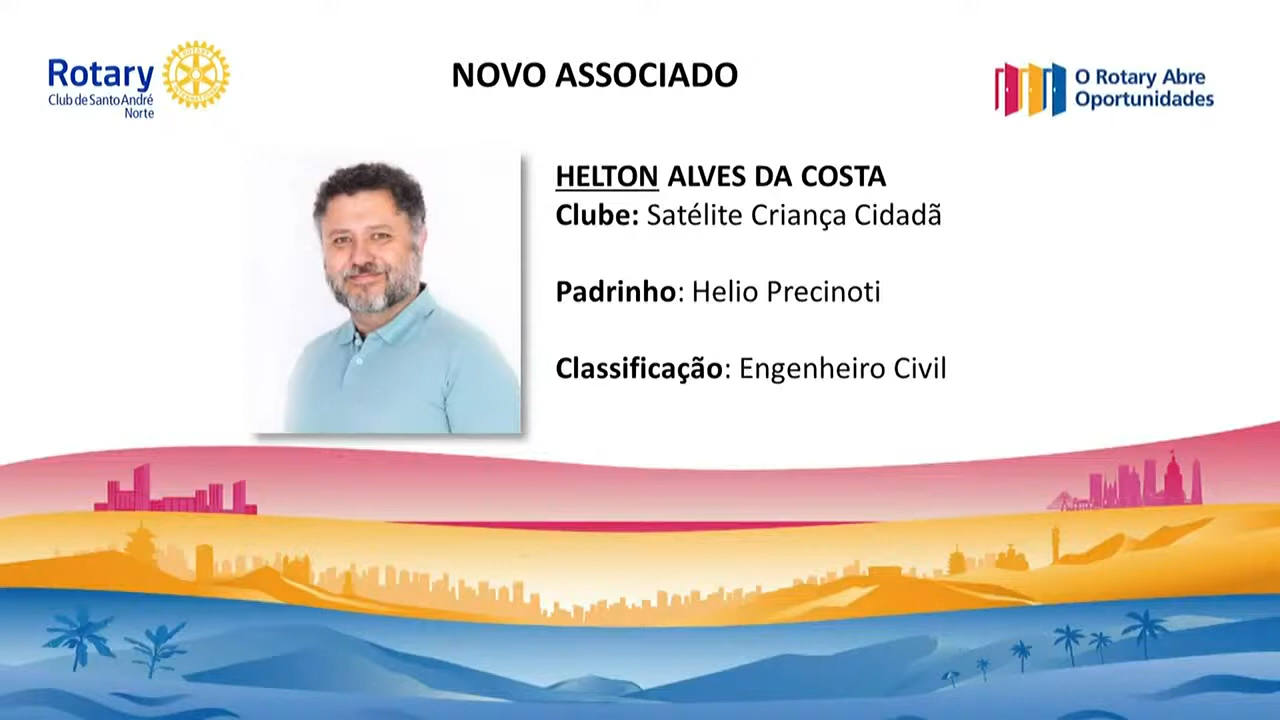 Rotary
Club de Santo André
Norte
NOVO ASSOCIADO
O Rotary Abre
Oportunidades
HELTON ALVES DA COSTA
Clube: Satélite Criança Cidadã
Padrinho: Helio Precinoti
Classificação: Engenheiro Civil